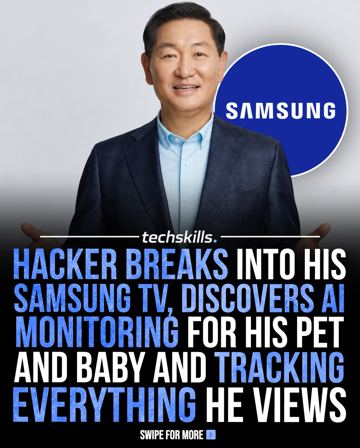 SAMSUNG
techskills.
HACKER BREAKS INTO HIS
SAMSUNG TV, DISCOVERS AI
MONITORING FOR HIS PET
AND BABY AND TRACKING
EVERYTHING HE VIEWS
SWIPE FOR MORE